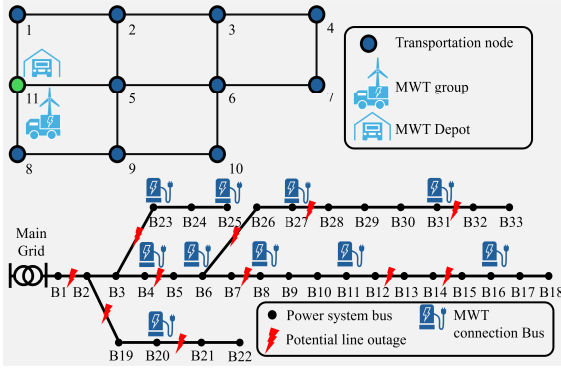 1 2 3 4
Transportation node
MWT group
MWT Depot
11 5 6 7
8 9 10
B23 B24 B25 B26 B27 B28 B29 B30 B31 B32 B33
Main
Grid
B1 B2 B3 B4 B5 B6 B7 B8 B9 B10 B11 B12 B13 B14 B15 B16 B17 B18
B19 B20 B21 B22
Power system bus
Potential line outage
MWT
connection Bus